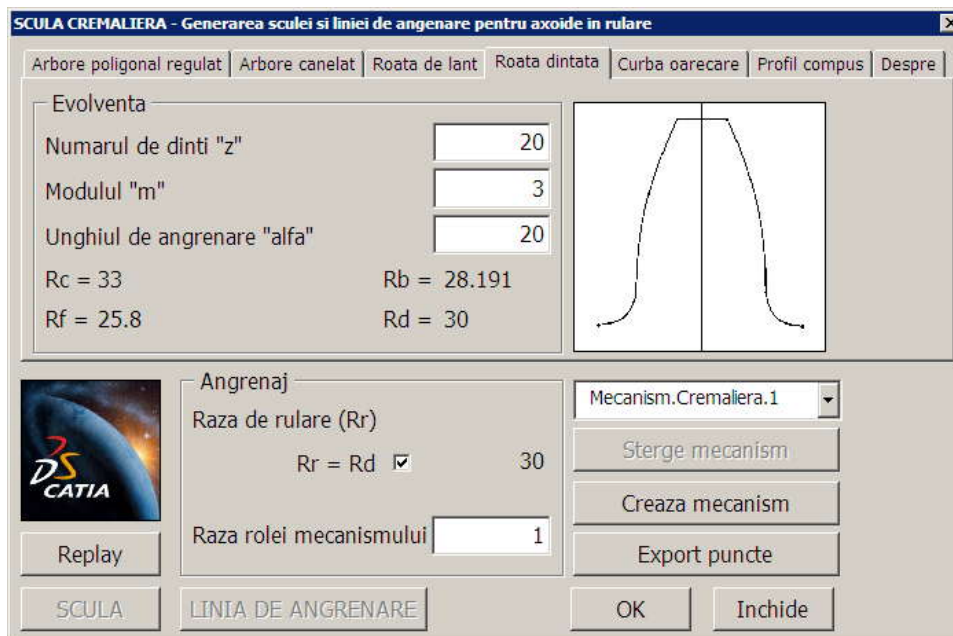 SCULA CREMALIERA - Generarea sculei si liniei de angenare pentru axoide in rulare
Arbore poligonal regulat Arbore canelat Roata de lant Roata dintata Curba oarecare Profil compus Despre
Evolventa
Numarul de dinti "z" 20
Modulul "m" 3
Unghiul de angrenare "alfa" 20
Rc = 33 Rb = 28.191
Rf = 25.8 Rd = 30
Angrenaj
Raza de rulare (Rr)
Rr = Rd 30
Raza rolei mecanismului 1
Mecanism.Cremaliera.1
Sterge mecanism
Creaza mecanism
Export puncte
DS
CATIA
Replay
SCULA LINIA DE ANGRENARE OK Inchide